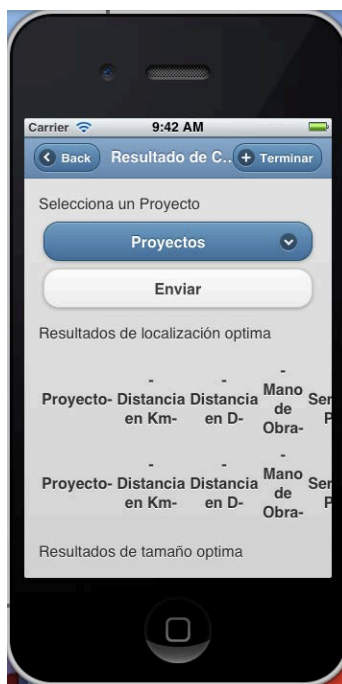 Carrier 9:42 AM
Back Resultado de C... Terminar
Selecciona un Proyecto
Proyectos
Enviar
Resultados de localización optima
Proyecto- -Distancia en Km- -Distancia en D- -Mano de Obra- Ser P
Proyecto- -Distancia en Km- -Distancia en D- -Mano de Obra- Ser P
Resultados de tamaño optima